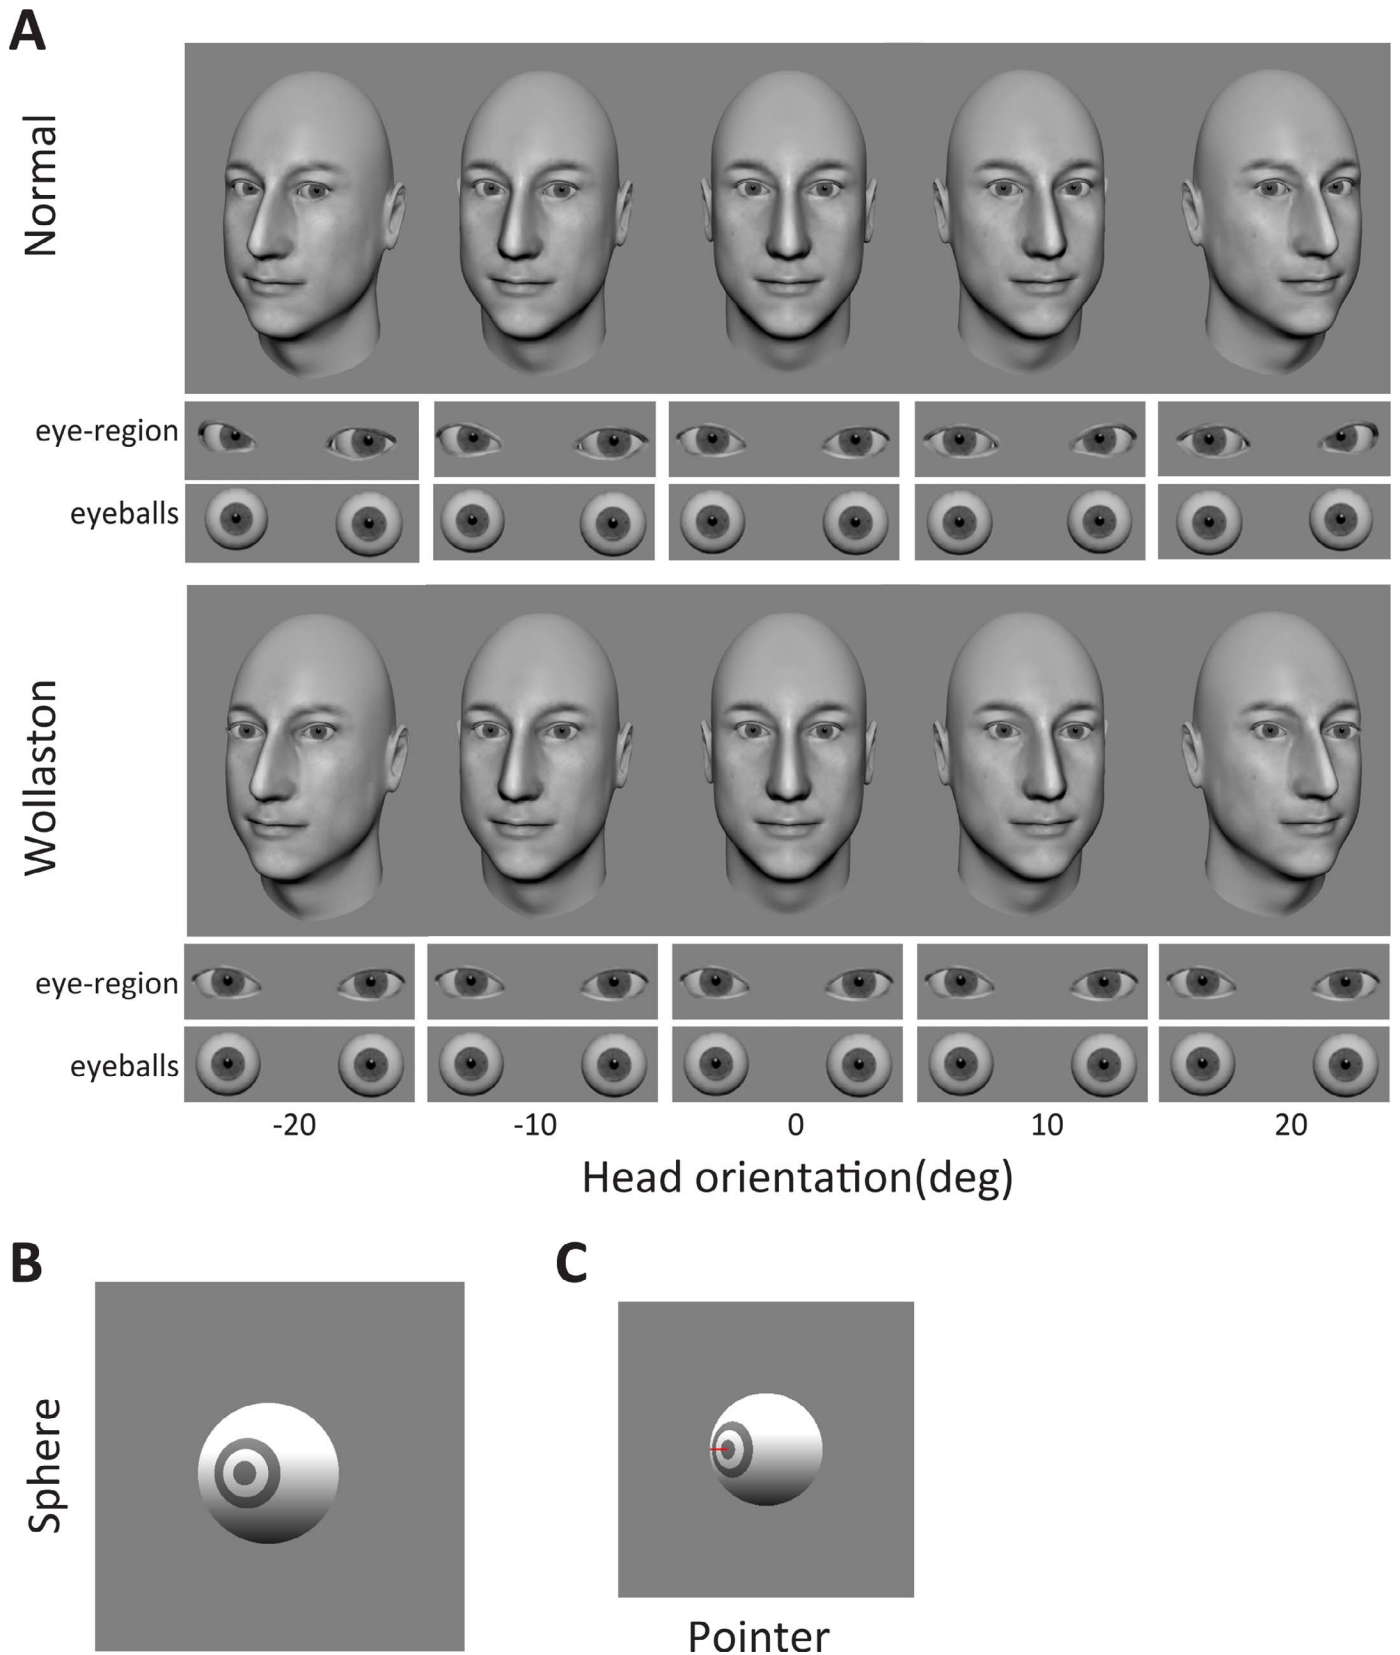 A
Normal
eye-region
eyeballs
Wollaston
eye-region
eyeballs
-20 -10 0 10 20
Head orientation(deg)
B
C
Sphere
Pointer